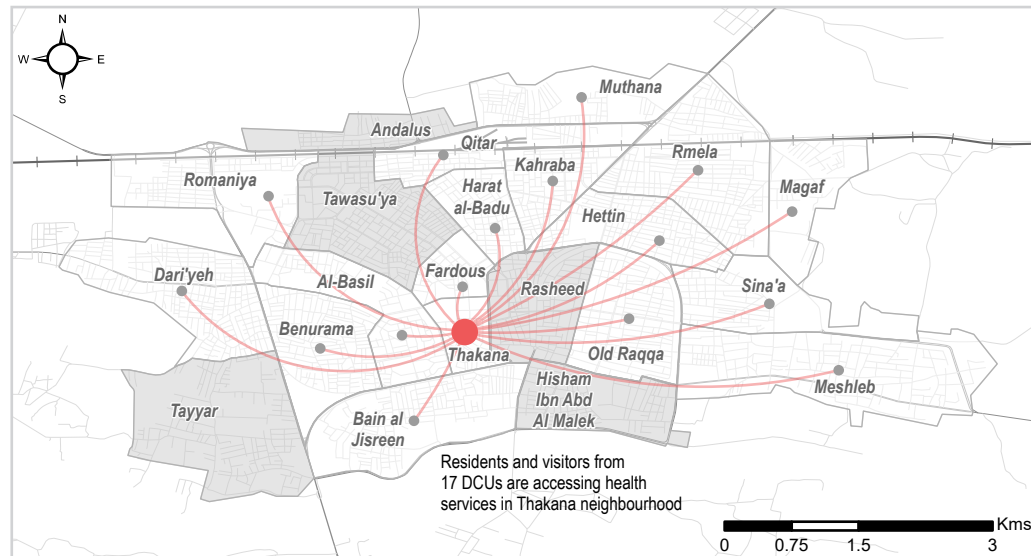 N
W
E
S
Muthana
Andalus
Qitar
Kahraba
Rmela
Romaniya
Tawasu'ya
Harat
al-Badu
Magaf
Hettin
Dari'yeh
Al-Basil
Fardous
Rasheed
Sina'a
Benurama
Thakana
Old Raqqa
Meshleb
Hisham
Ibn Abd
Al Malek
Tayyar
Bain al
Jisreen
Residents and visitors from
17 DCUs are accessing health
services in Thakana neighbourhood
Kms
0 0.75 1.5 3